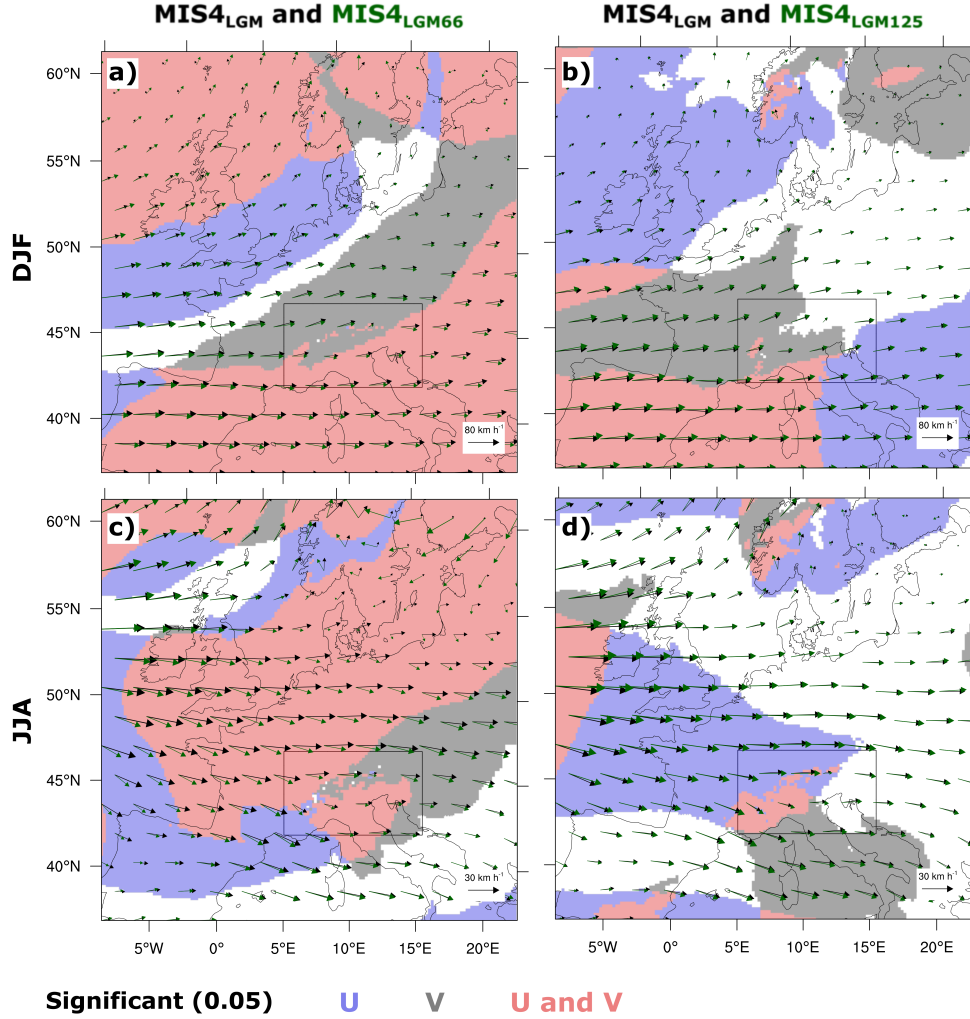 MIS4LGM and MIS4LGM66
MIS4LGM and MIS4LGM125
a)
b)
60°N
55°N
50°N
45°N
40°N
DJF
80 km h-1
80 km h-1
c)
d)
60°N
55°N
50°N
45°N
40°N
JJA
30 km h-1
30 km h-1
5°W 0° 5°E 10°E 15°E 20°E
5°W 0° 5°E 10°E 15°E 20°E
Significant (0.05) U V U and V